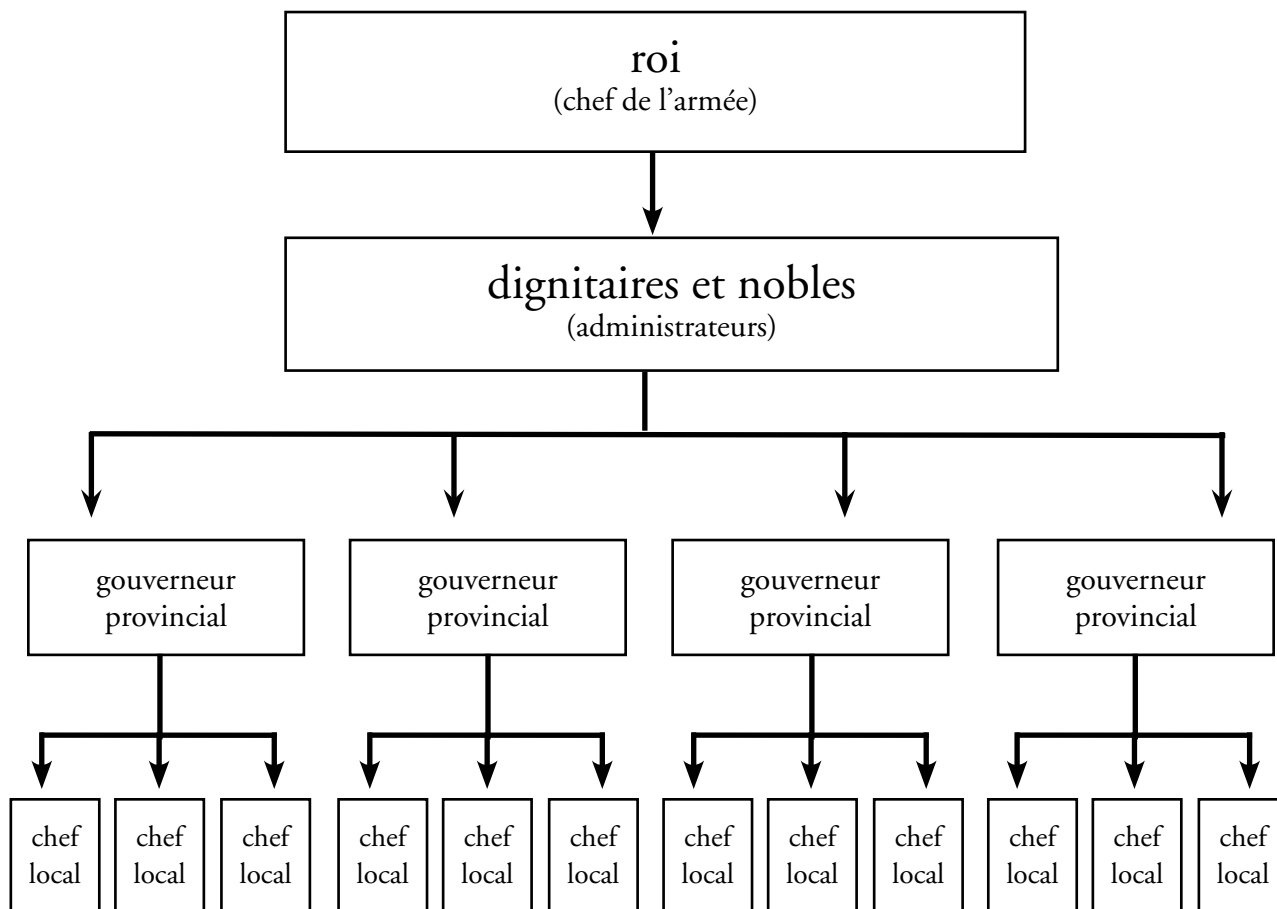 roi
(chef de l’armée)
dignitaires et nobles
(administrateurs)
gouverneur
provincial
gouverneur
provincial
gouverneur
provincial
gouverneur
provincial
chef
local
chef
local
chef
local
chef
local
chef
local
chef
local
chef
local
chef
local
chef
local
chef
local
chef
local
chef
local